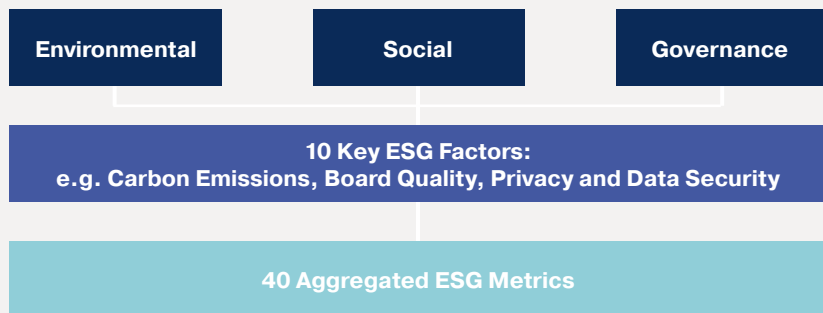 Environmental
Social
Governance
10 Key ESG Factors:
e.g. Carbon Emissions, Board Quality, Privacy and Data Security
40 Aggregated ESG Metrics